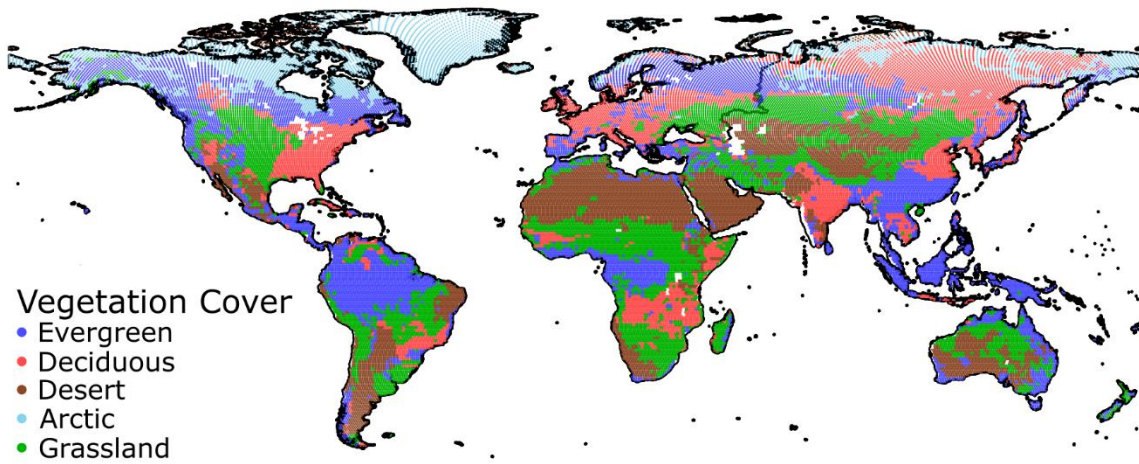 Vegetation Cover
Evergreen
Deciduous
Desert
Arctic
Grassland